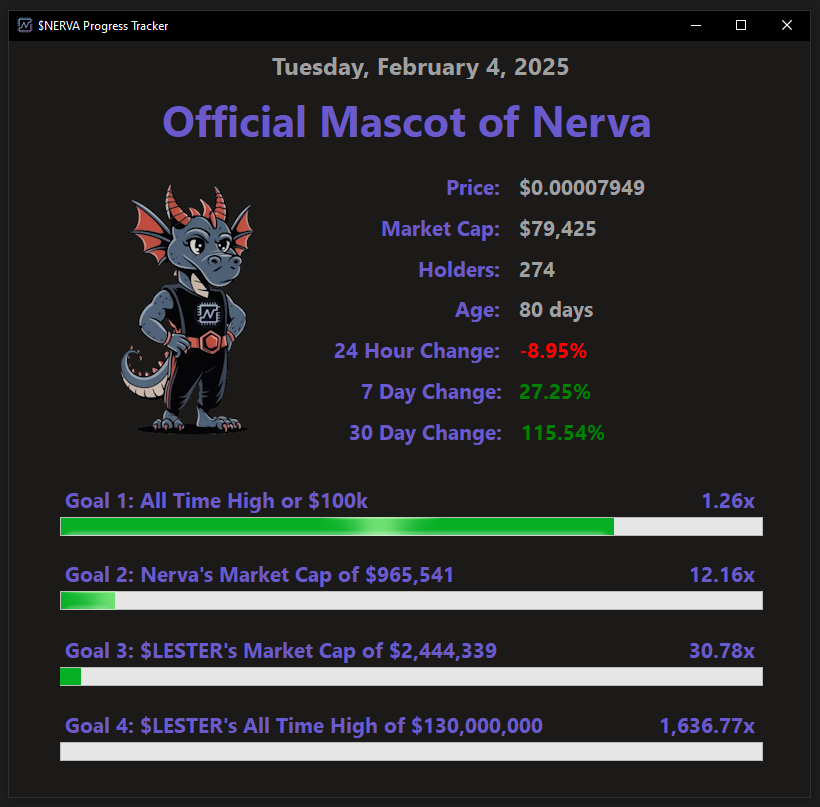 $NERVA Progress Tracker
Tuesday, February 4, 2025
Official Mascot of Nerva
Price: $0.00007949
Market Cap: $79,425
Holders: 274
Age: 80 days
24 Hour Change: -8.95%
7 Day Change: 27.25%
30 Day Change: 115.54%
Goal 1: All Time High or $100k 1.26x
Goal 2: Nerva's Market Cap of $965,541 12.16x
Goal 3: $LESTER's Market Cap of $2,444,339 30.78x
Goal 4: $LESTER's All Time High of $130,000,000 1,636.77x